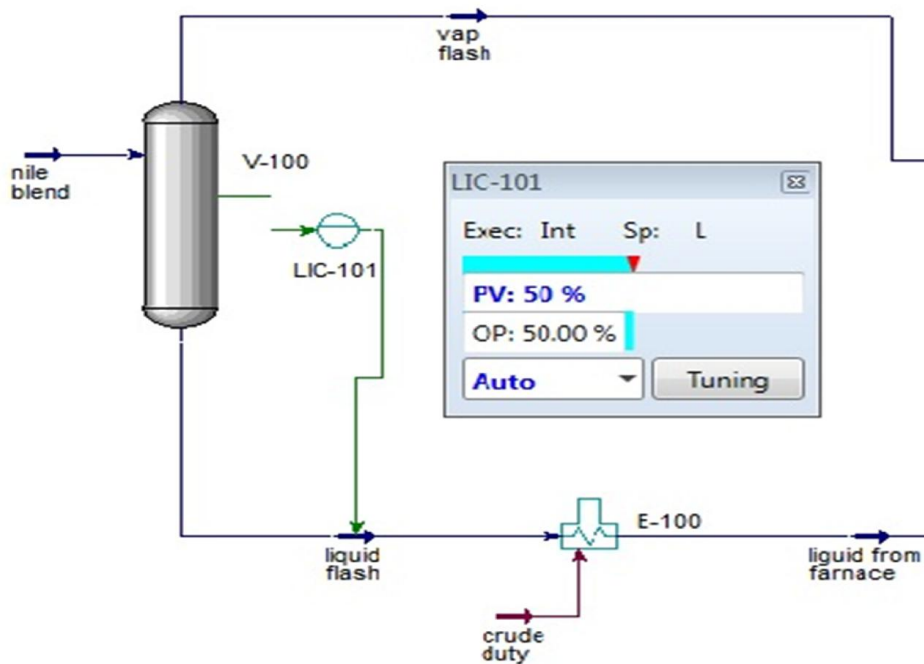 vap
flash
nile
blend
V-100
LIC-101
LIC-101
Exec: Int Sp: L
PV: 50 %
OP: 50.00 %
Auto
Tuning
liquid
flash
E-100
liguid from
farnace
crude
duty